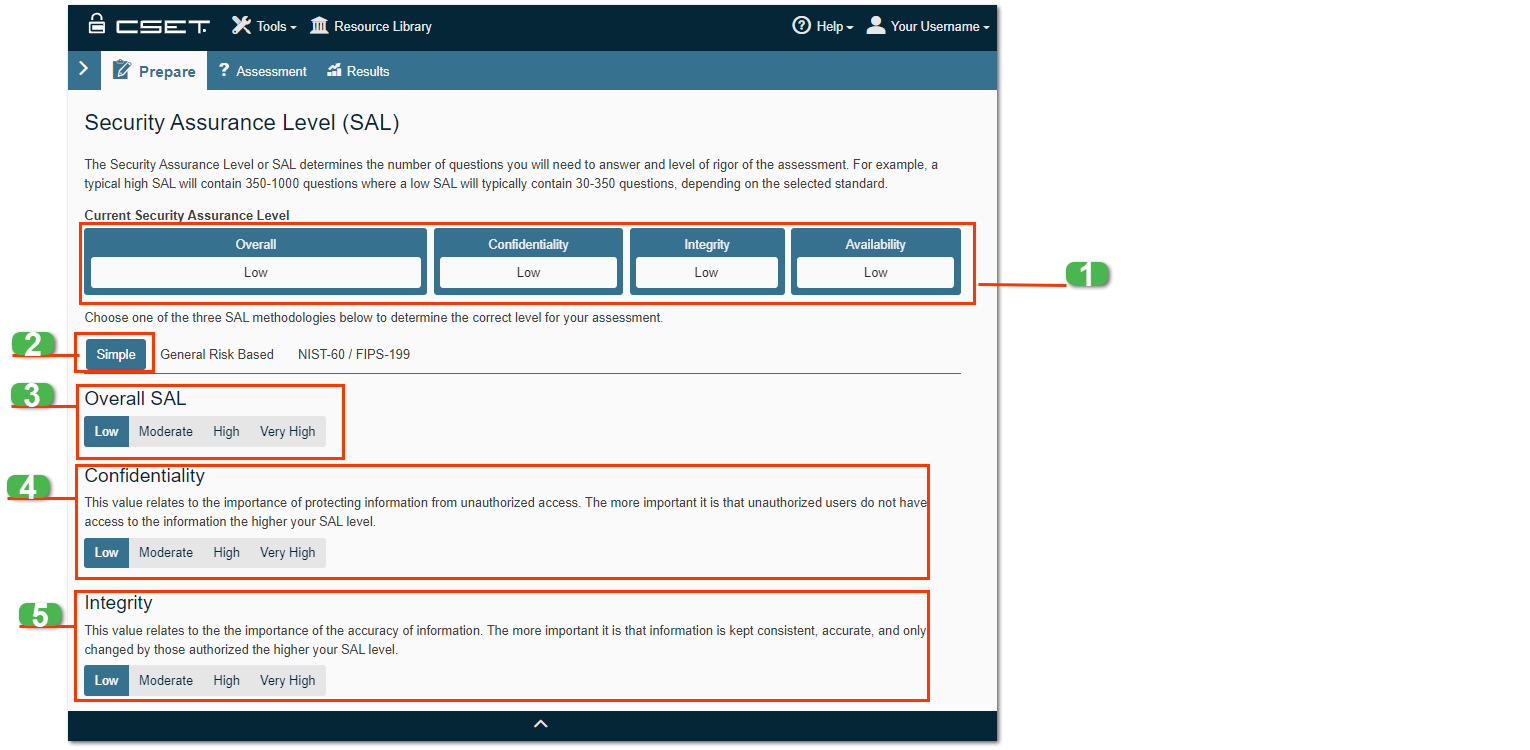 CSET Tools Resource Library Help Your Username
Prepare ? Assessment Results
Security Assurance Level (SAL)
The Security Assurance Level or SAL determines the number of questions you will need to answer and level of rigor of the assessment. For example, a
typical high SAL will contain 350-1000 questions where a low SAL will typically contain 30-350 questions, depending on the selected standard.
Current Security Assurance Level
Overall Confidentiality Integrity Availability
Low Low Low Low
1
Choose one of the three SAL methodologies below to determine the correct level for your assessment.
2
Simple General Risk Based NIST-60 / FIPS-199
3
Overall SAL
Low Moderate High Very High
4
Confidentiality
This value relates to the importance of protecting information from unauthorized access. The more important it is that unauthorized users do not have
access to the information the higher your SAL level.
Low Moderate High Very High
5
Integrity
This value relates to the the importance of the accuracy of information. The more important it is that information is kept consistent, accurate, and only
changed by those authorized the higher your SAL level.
Low Moderate High Very High